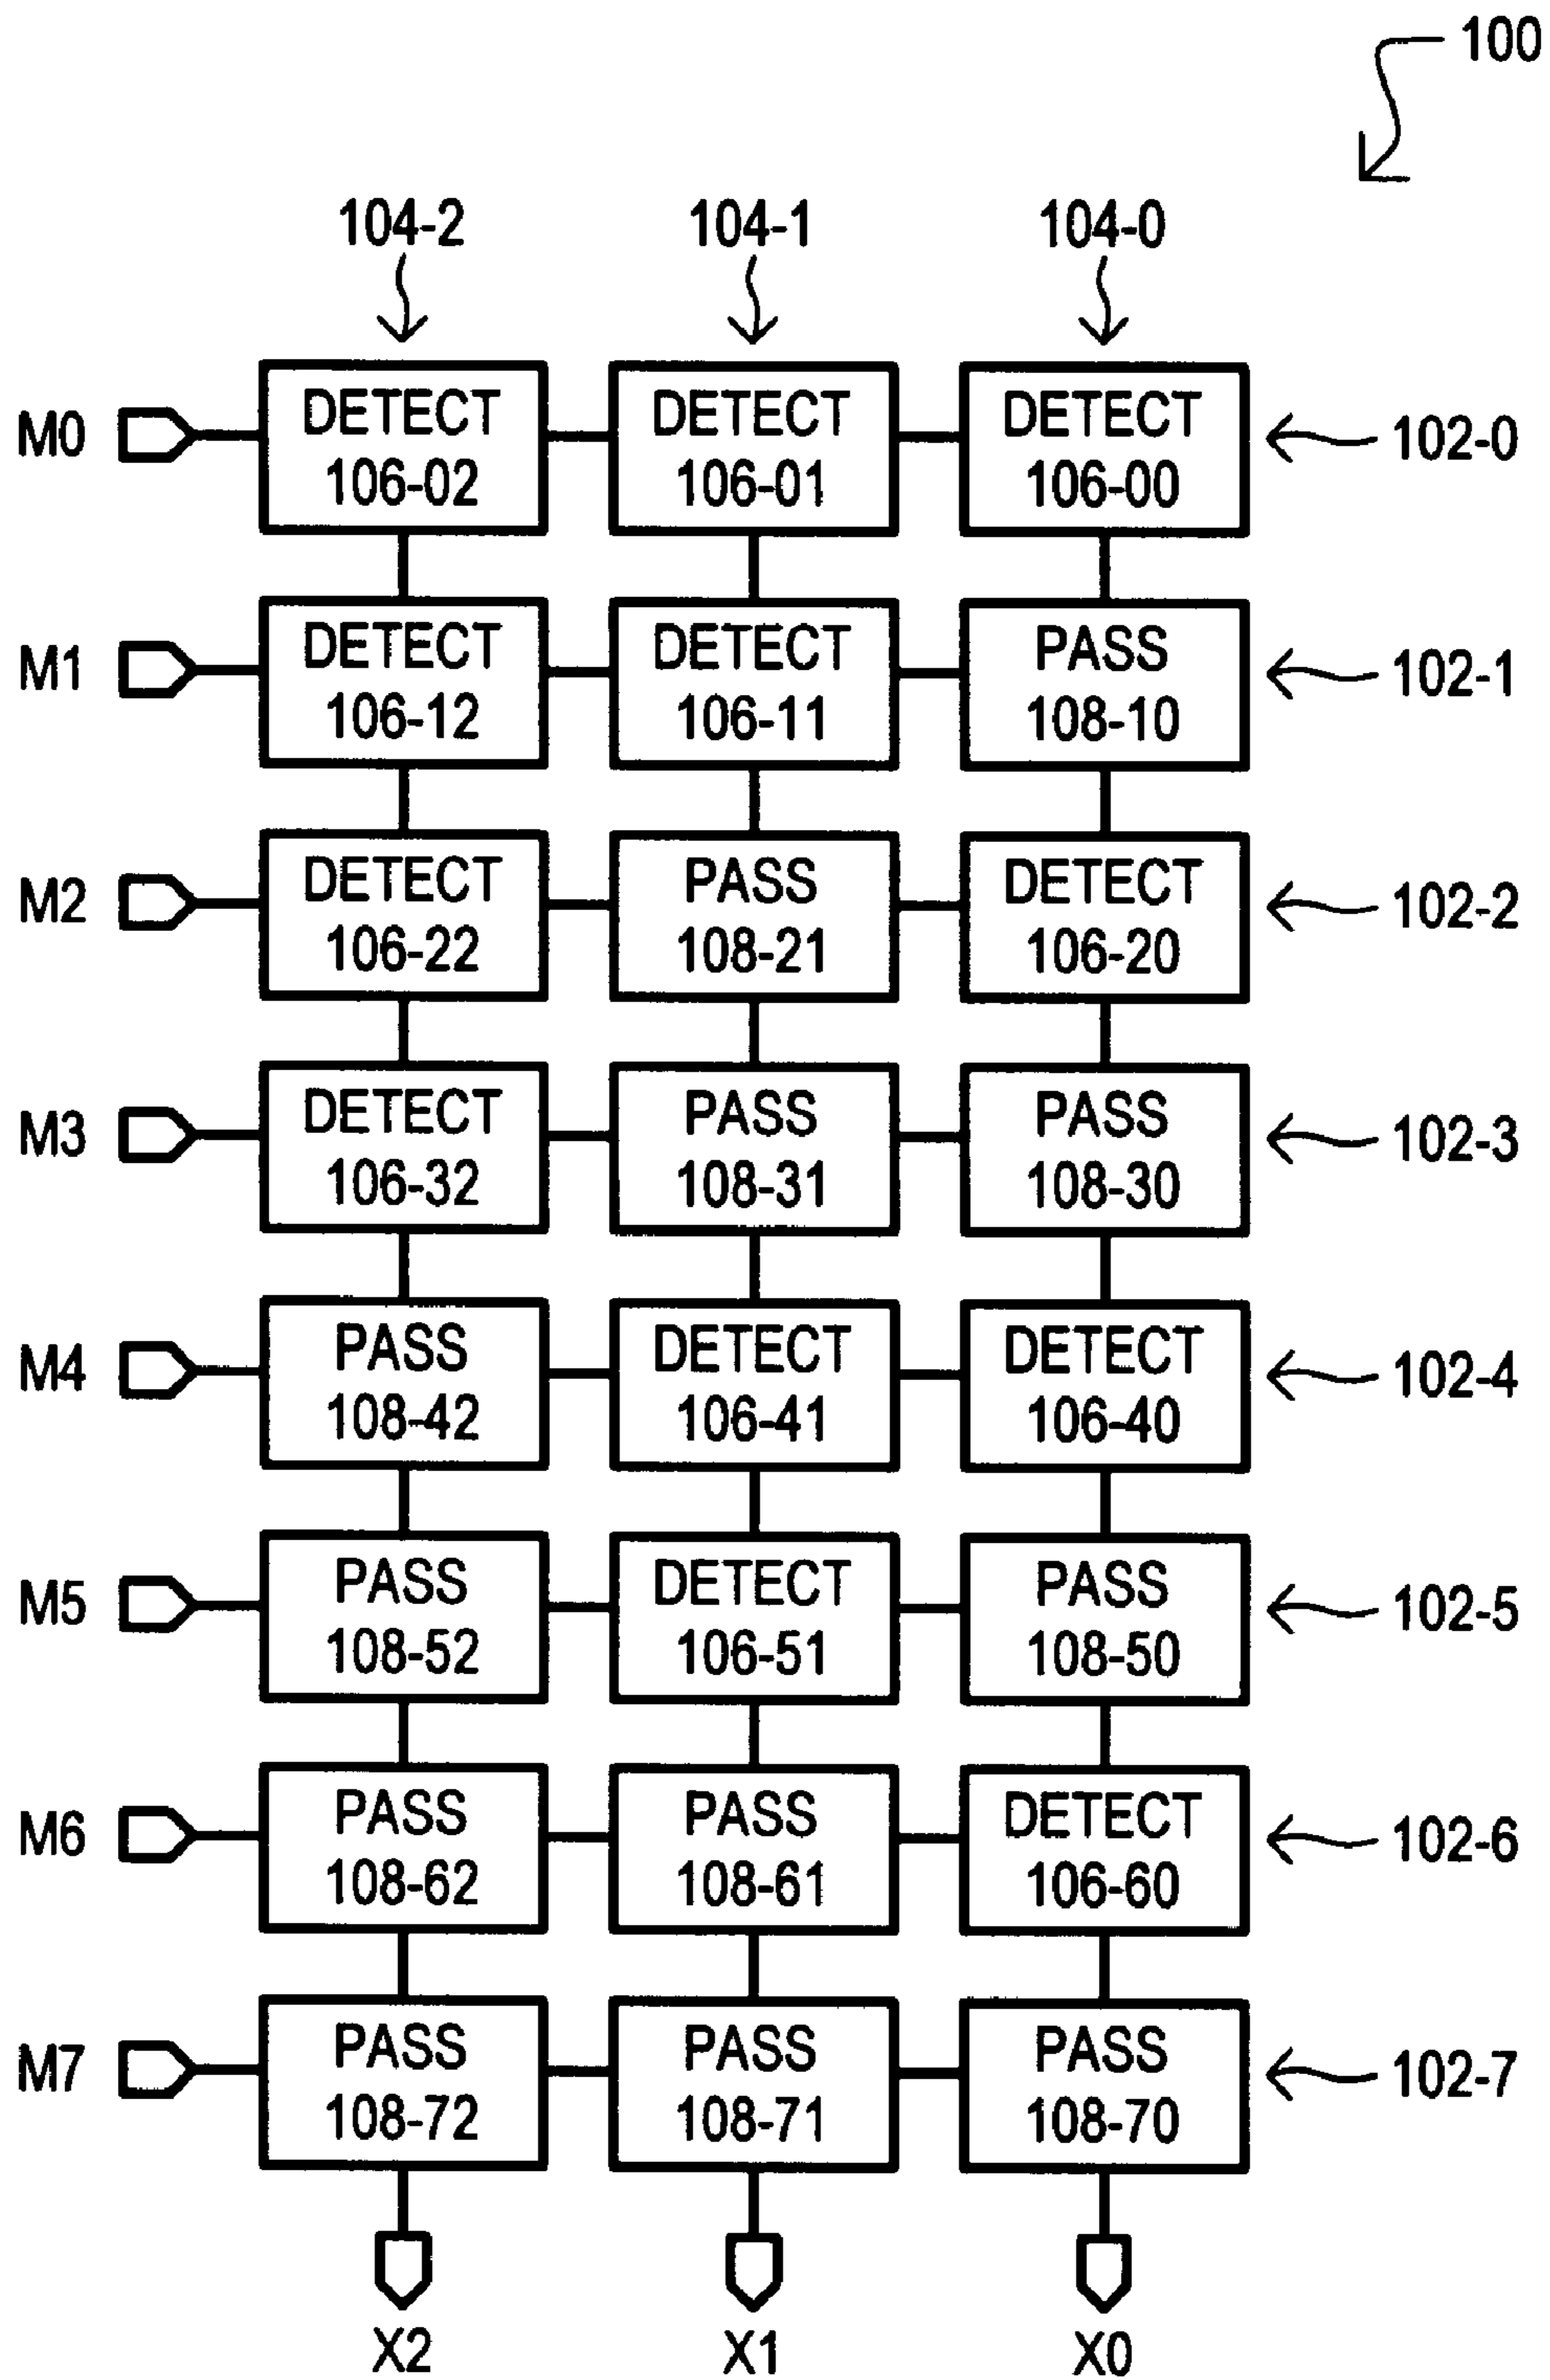 100
104-2 104-1 104-0
M0 DETECT 106-02 DETECT 106-01 DETECT 106-00 102-0
M1 DETECT 106-12 DETECT 106-11 PASS 108-10 102-1
M2 DETECT 106-22 PASS 108-21 DETECT 106-20 102-2
M3 DETECT 106-32 PASS 108-31 PASS 108-30 102-3
M4 PASS 108-42 DETECT 106-41 DETECT 106-40 102-4
M5 PASS 108-52 DETECT 106-51 PASS 108-50 102-5
M6 PASS 108-62 PASS 108-61 DETECT 106-60 102-6
M7 PASS 108-72 PASS 108-71 PASS 108-70 102-7
X2 X1 X0